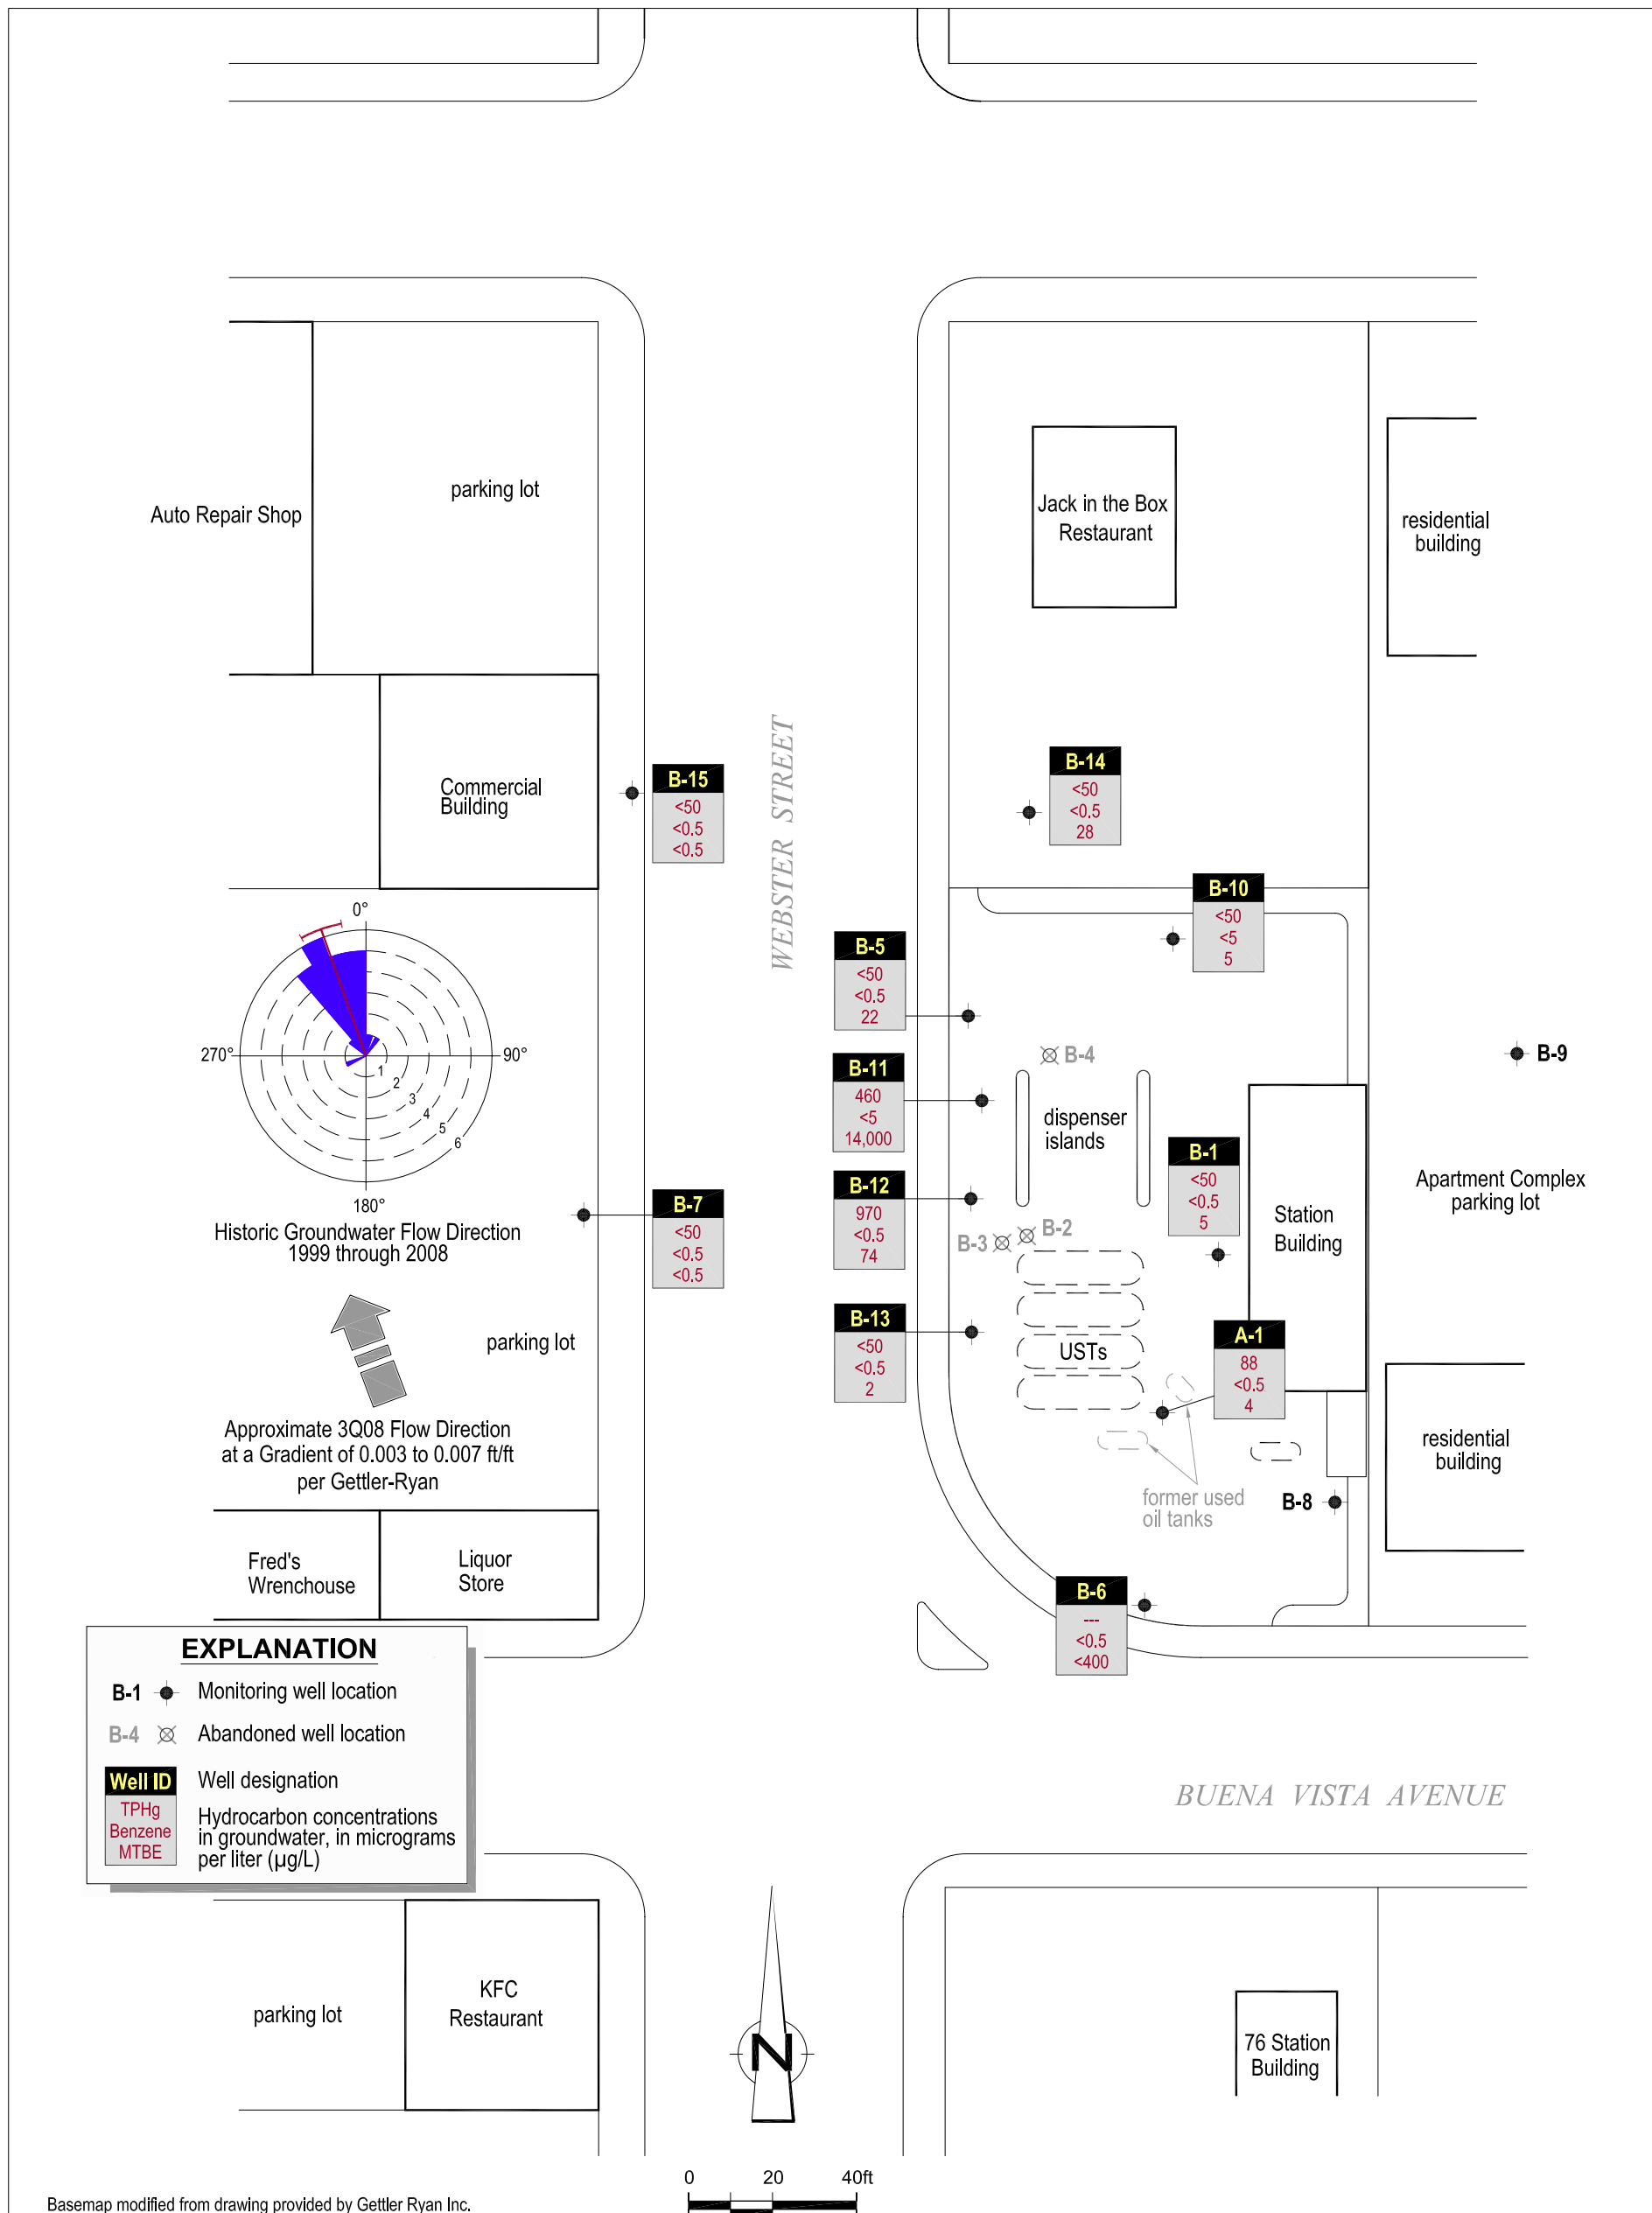 parking lot
Auto Repair Shop
Jack in the Box
Restaurant
residential
building
WEBSTER STREET
Commercial
Building
B-15
<50
<0.5
<0.5
B-14
<50
<0.5
28
B-10
<50
<5
5
B-5
<50
<0.5
22
B-4
B-9
B-11
460
<5
14,000
dispenser
islands
B-1
<50
<0.5
5
B-12
970
<0.5
74
B-3
B-2
Station
Building
Apartment Complex
parking lot
B-7
<50
<0.5
<0.5
B-13
<50
<0.5
2
USTs
A-1
88
<0.5
4
former used
oil tanks
B-8
residential
building
B-6
---
<0.5
<400
0°
90°
180°
270°
1
2
3
4
5
6
Historic Groundwater Flow Direction
1999 through 2008
parking lot
Approximate 3Q08 Flow Direction
at a Gradient of 0.003 to 0.007 ft/ft
per Gettler-Ryan
Fred's
Wrenchouse
Liquor
Store
EXPLANATION
B-1 Monitoring well location
B-4 Abandoned well location
Well ID Well designation
TPHg
Benzene
MTBE
Hydrocarbon concentrations
in groundwater, in micrograms
per liter (µg/L)
BUENA VISTA AVENUE
parking lot
KFC
Restaurant
N
76 Station
Building
0 20 40ft
Basemap modified from drawing provided by Gettler Ryan Inc.